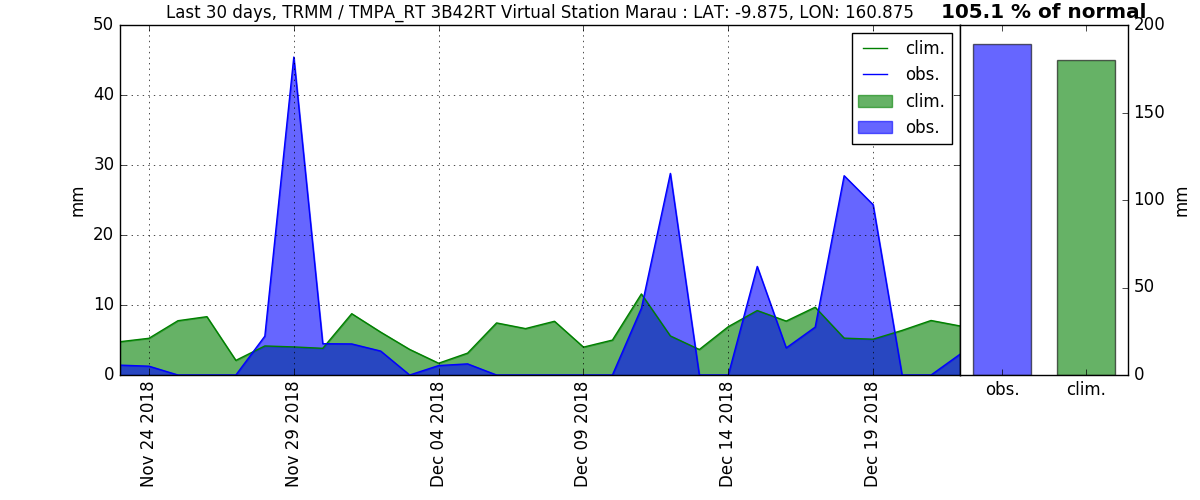 Last 30 days, TRMM / TMPA_RT 3B42RT Virtual Station Marau : LAT: -9.875, LON: 160.875
105.1 % of normal
50
40
30
20
10
0
mm
clim.
obs.
clim.
obs.
200
150
100
50
0
mm
Nov 24 2018
Nov 29 2018
Dec 04 2018
Dec 09 2018
Dec 14 2018
Dec 19 2018
obs.
clim.